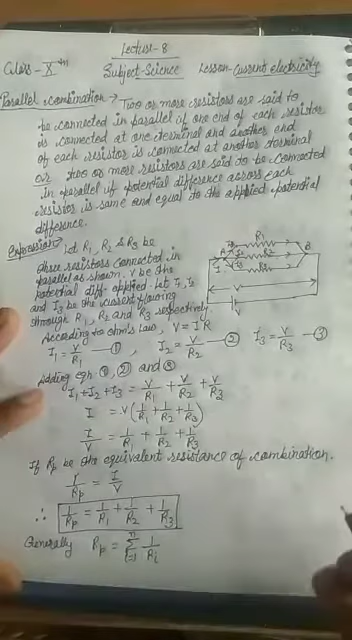 Lecture-8
Class-Xth Subject-Science Lesson-Current electricity
Parallel combination → Two or more resistors are said to
be connected in parallel if one end of each resistor
is connected at one terminal and another end
of each resistor is connected at another terminal
or two or more resistors are said to be connected
in parallel if potential difference across each
resistor is same and equal to the applied potential
difference.
Expression → Let R₁, R₂ & R₃ be
three resistors connected in
parallel as shown. V be the
potential diff. applied. Let I₁, I₂
and I₃ be the current flowing
through R₁, R₂ and R₃ respectively.
According to ohm's law, V = IR
I₁ = V/R₁ — ①, I₂ = V/R₂ — ② I₃ = V/R₃ — ③
Adding eqn. ①, ② and ③
I₁ + I₂ + I₃ = V/R₁ + V/R₂ + V/R₃
I = V(1/R₁ + 1/R₂ + 1/R₃)
I/V = 1/R₁ + 1/R₂ + 1/R₃
If Rp be the equivalent resistance of combination.
1/Rp = I/V
∴ 1/Rp = 1/R₁ + 1/R₂ + 1/R₃
Generally Rp = Σⁿᵢ₌₁ 1/Rᵢ
R₁
A
B
I
V
V